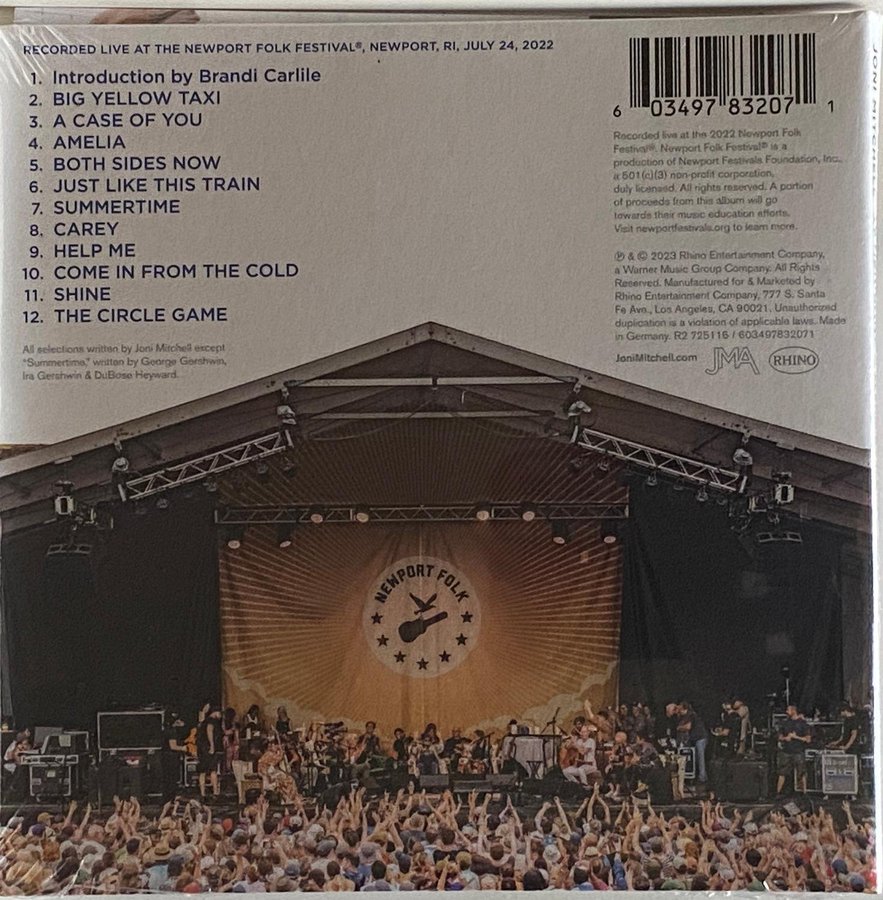 RECORDED LIVE AT THE NEWPORT FOLK FESTIVAL®, NEWPORT, RI, JULY 24, 2022
1. Introduction by Brandi Carlile
2. BIG YELLOW TAXI
3. A CASE OF YOU
4. AMELIA
5. BOTH SIDES NOW
6. JUST LIKE THIS TRAIN
7. SUMMERTIME
8. CAREY
9. HELP ME
10. COME IN FROM THE COLD
11. SHINE
12. THE CIRCLE GAME
All selections written by Joni Mitchell except
"Summertime," written by George Gershwin,
Ira Gershwin & DuBose Heyward.
6 03497 83207 1
Recorded live at the 2022 Newport Folk
Festival®. Newport Folk Festival® is a
production of Newport Festivals Foundation, Inc.,
a 501(c)(3) non-profit corporation,
duly licensed. All rights reserved. A portion
of proceeds from this album will go
towards their music education efforts.
Visit newportfestivals.org to learn more.
℗ & © 2023 Rhino Entertainment Company,
a Warner Music Group Company. All Rights
Reserved. Manufactured for & Marketed by
Rhino Entertainment Company, 777 S. Santa
Fe Ave., Los Angeles, CA 90021. Unauthorized
duplication is a violation of applicable laws. Made
in Germany. R2 725116 / 603497832071
JoniMitchell.com JMA RHINO
JONI MITCHELL
NEWPORT FOLK